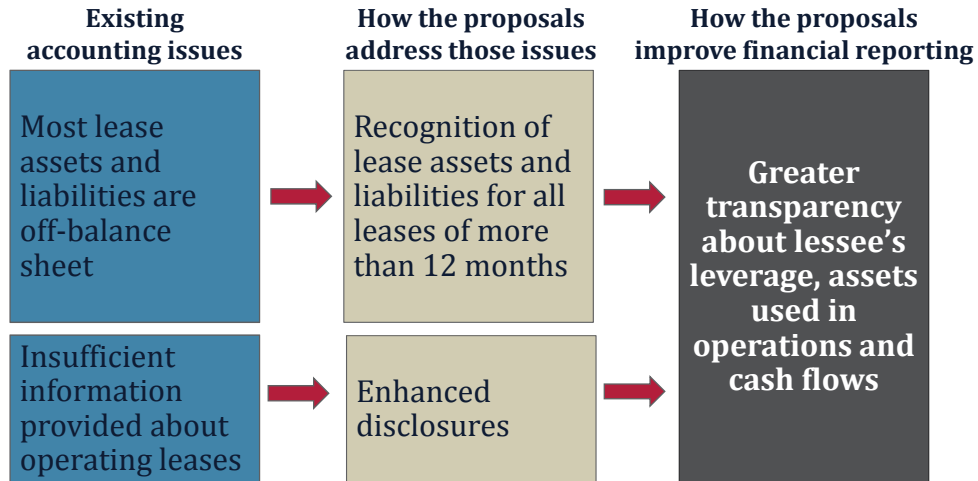 Existing
accounting issues
How the proposals
address those issues
How the proposals
improve financial reporting
Most lease
assets and
liabilities are
off-balance
sheet
Recognition of
lease assets and
liabilities for all
leases of more
than 12 months
Greater
transparency
about lessee’s
leverage, assets
used in
operations and
cash flows
Insufficient
information
provided about
operating leases
Enhanced
disclosures